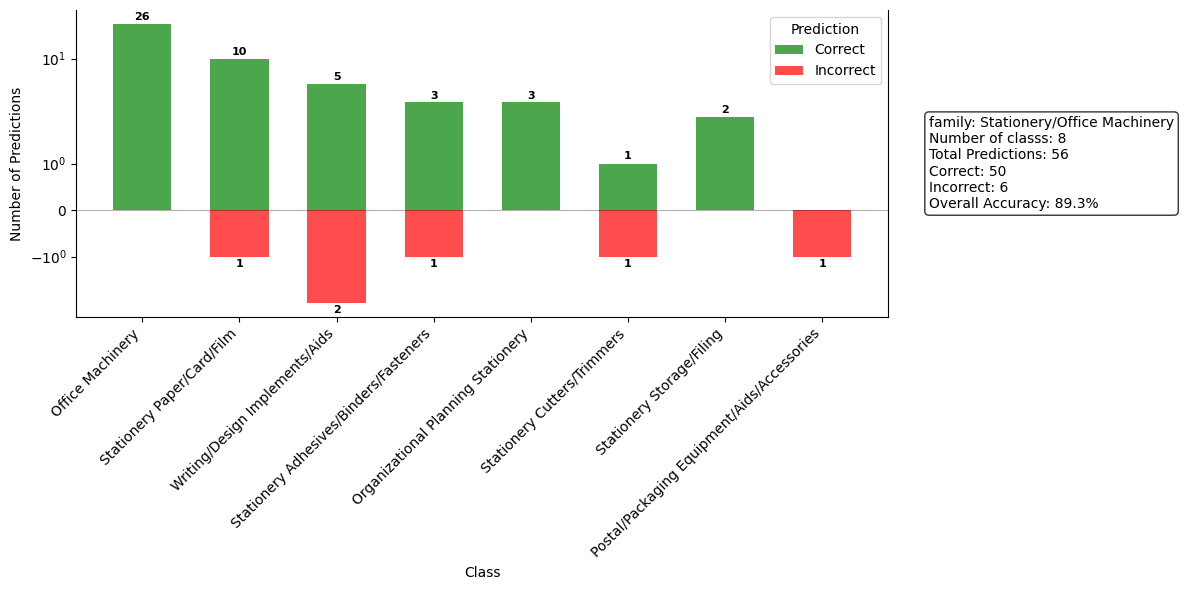 Prediction
Correct
Incorrect
Number of Predictions
10¹
10⁰
0
−10⁰
26
10
5
3
3
1
2
1
2
1
1
1
Office Machinery
Stationery Paper/Card/Film
Writing/Design Implements/Aids
Stationery Adhesives/Binders/Fasteners
Organizational Planning Stationery
Stationery Cutters/Trimmers
Stationery Storage/Filing
Postal/Packaging Equipment/Aids/Accessories
Class
family: Stationery/Office Machinery
Number of classs: 8
Total Predictions: 56
Correct: 50
Incorrect: 6
Overall Accuracy: 89.3%